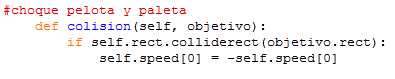 #choque pelota y paleta
def colision(self, objetivo):
if self.rect.colliderect(objetivo.rect):
self.speed[0] = -self.speed[0]